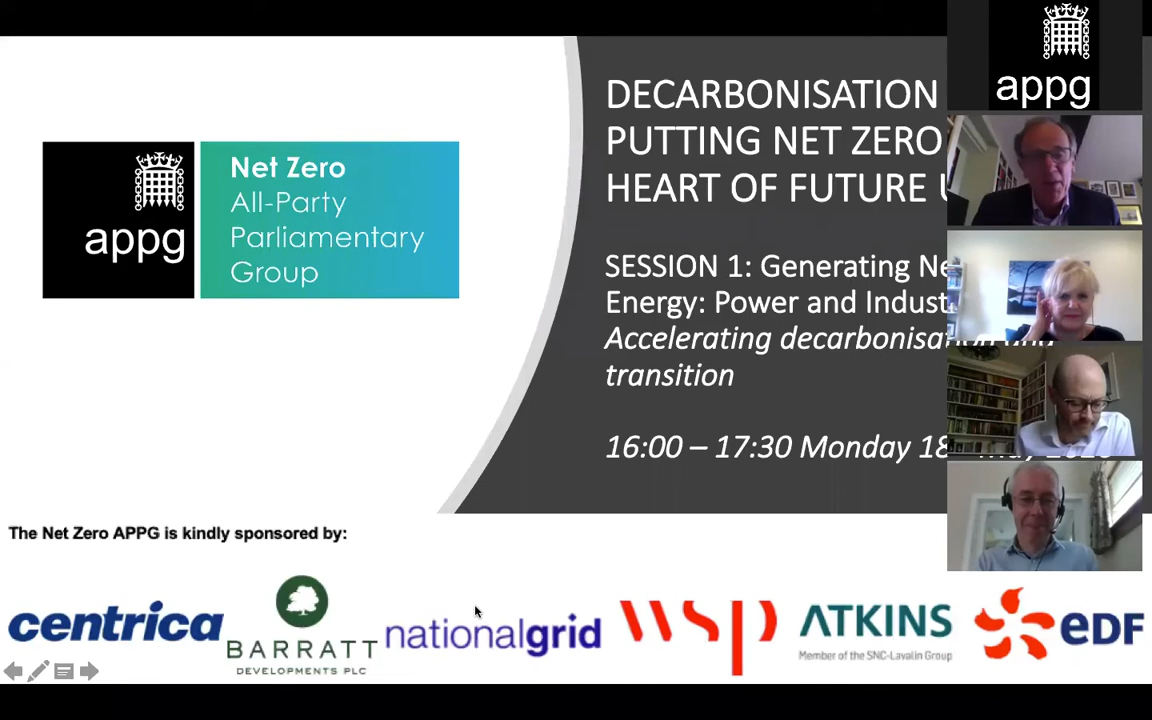 appg
Net Zero
All-Party
Parliamentary
Group
DECARBONISATION
PUTTING NET ZERO
HEART OF FUTURE
SESSION 1: Generating
Energy: Power and
Accelerating
transition
16:00 – 17:30 Monday
appg
The Net Zero APPG is kindly sponsored by:
centrica
BARRATT
DEVELOPMENTS PLC
nationalgrid
wsp
ATKINS
Member of the SNC-Lavalin Group
eDF